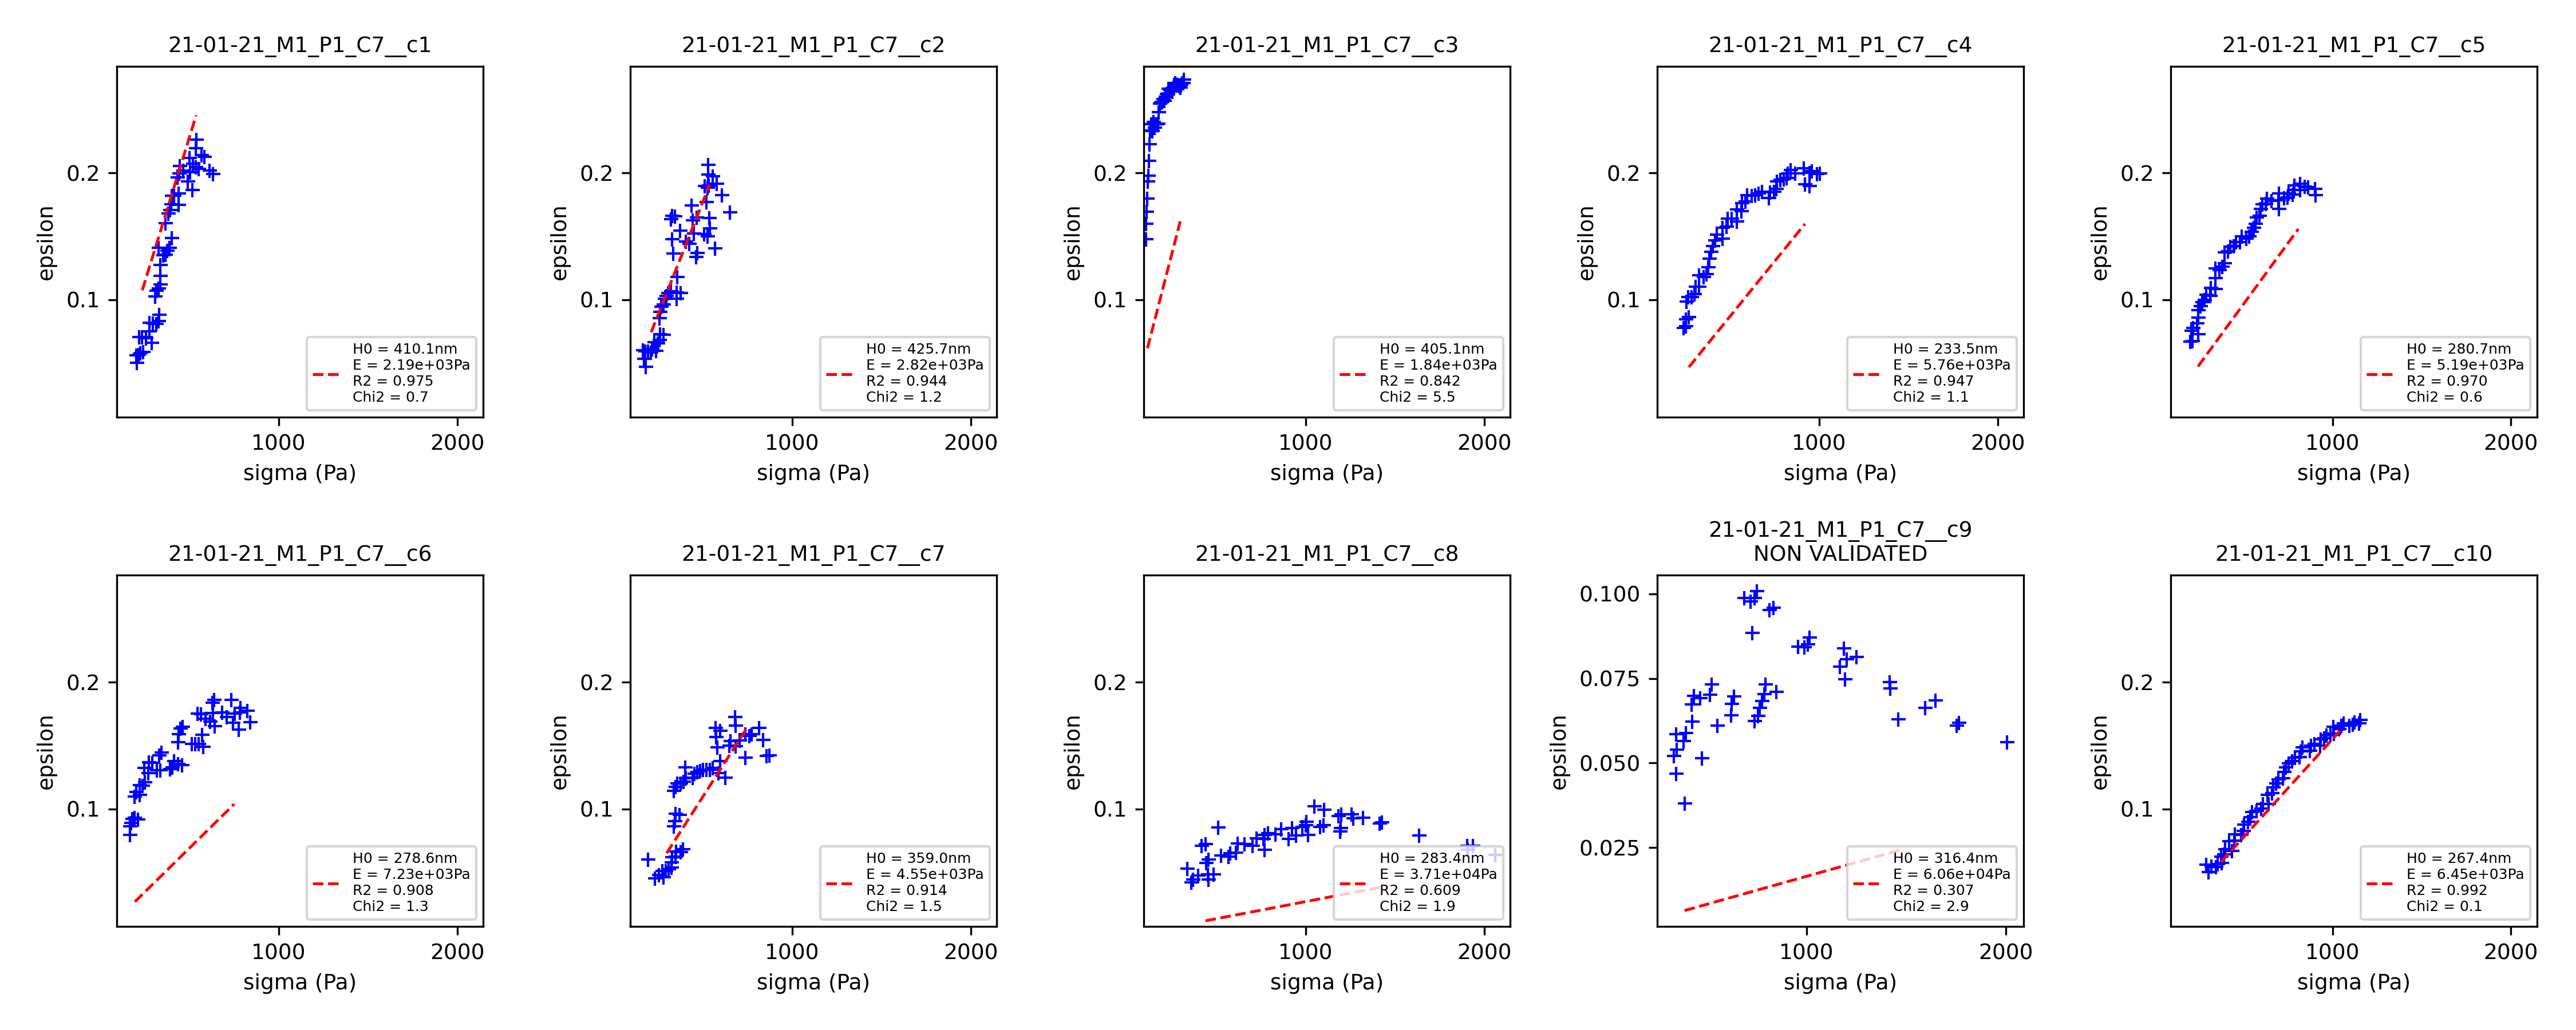 21-01-21_M1_P1_C7__c1
epsilon
0.2
0.1
H0 = 410.1nm
E = 2.19e+03Pa
R2 = 0.975
Chi2 = 0.7
1000 2000
sigma (Pa)
21-01-21_M1_P1_C7__c2
epsilon
0.2
0.1
H0 = 425.7nm
E = 2.82e+03Pa
R2 = 0.944
Chi2 = 1.2
1000 2000
sigma (Pa)
21-01-21_M1_P1_C7__c3
epsilon
0.2
0.1
H0 = 405.1nm
E = 1.84e+03Pa
R2 = 0.842
Chi2 = 5.5
1000 2000
sigma (Pa)
21-01-21_M1_P1_C7__c4
epsilon
0.2
0.1
H0 = 233.5nm
E = 5.76e+03Pa
R2 = 0.947
Chi2 = 1.1
1000 2000
sigma (Pa)
21-01-21_M1_P1_C7__c5
epsilon
0.2
0.1
H0 = 280.7nm
E = 5.19e+03Pa
R2 = 0.970
Chi2 = 0.6
1000 2000
sigma (Pa)
21-01-21_M1_P1_C7__c6
epsilon
0.2
0.1
H0 = 278.6nm
E = 7.23e+03Pa
R2 = 0.908
Chi2 = 1.3
1000 2000
sigma (Pa)
21-01-21_M1_P1_C7__c7
epsilon
0.2
0.1
H0 = 359.0nm
E = 4.55e+03Pa
R2 = 0.914
Chi2 = 1.5
1000 2000
sigma (Pa)
21-01-21_M1_P1_C7__c8
epsilon
0.2
0.1
H0 = 283.4nm
E = 3.71e+04Pa
R2 = 0.609
Chi2 = 1.9
1000 2000
sigma (Pa)
21-01-21_M1_P1_C7__c9
NON VALIDATED
epsilon
0.100
0.075
0.050
0.025
H0 = 316.4nm
E = 6.06e+04Pa
R2 = 0.307
Chi2 = 2.9
1000 2000
sigma (Pa)
21-01-21_M1_P1_C7__c10
epsilon
0.2
0.1
H0 = 267.4nm
E = 6.45e+03Pa
R2 = 0.992
Chi2 = 0.1
1000 2000
sigma (Pa)